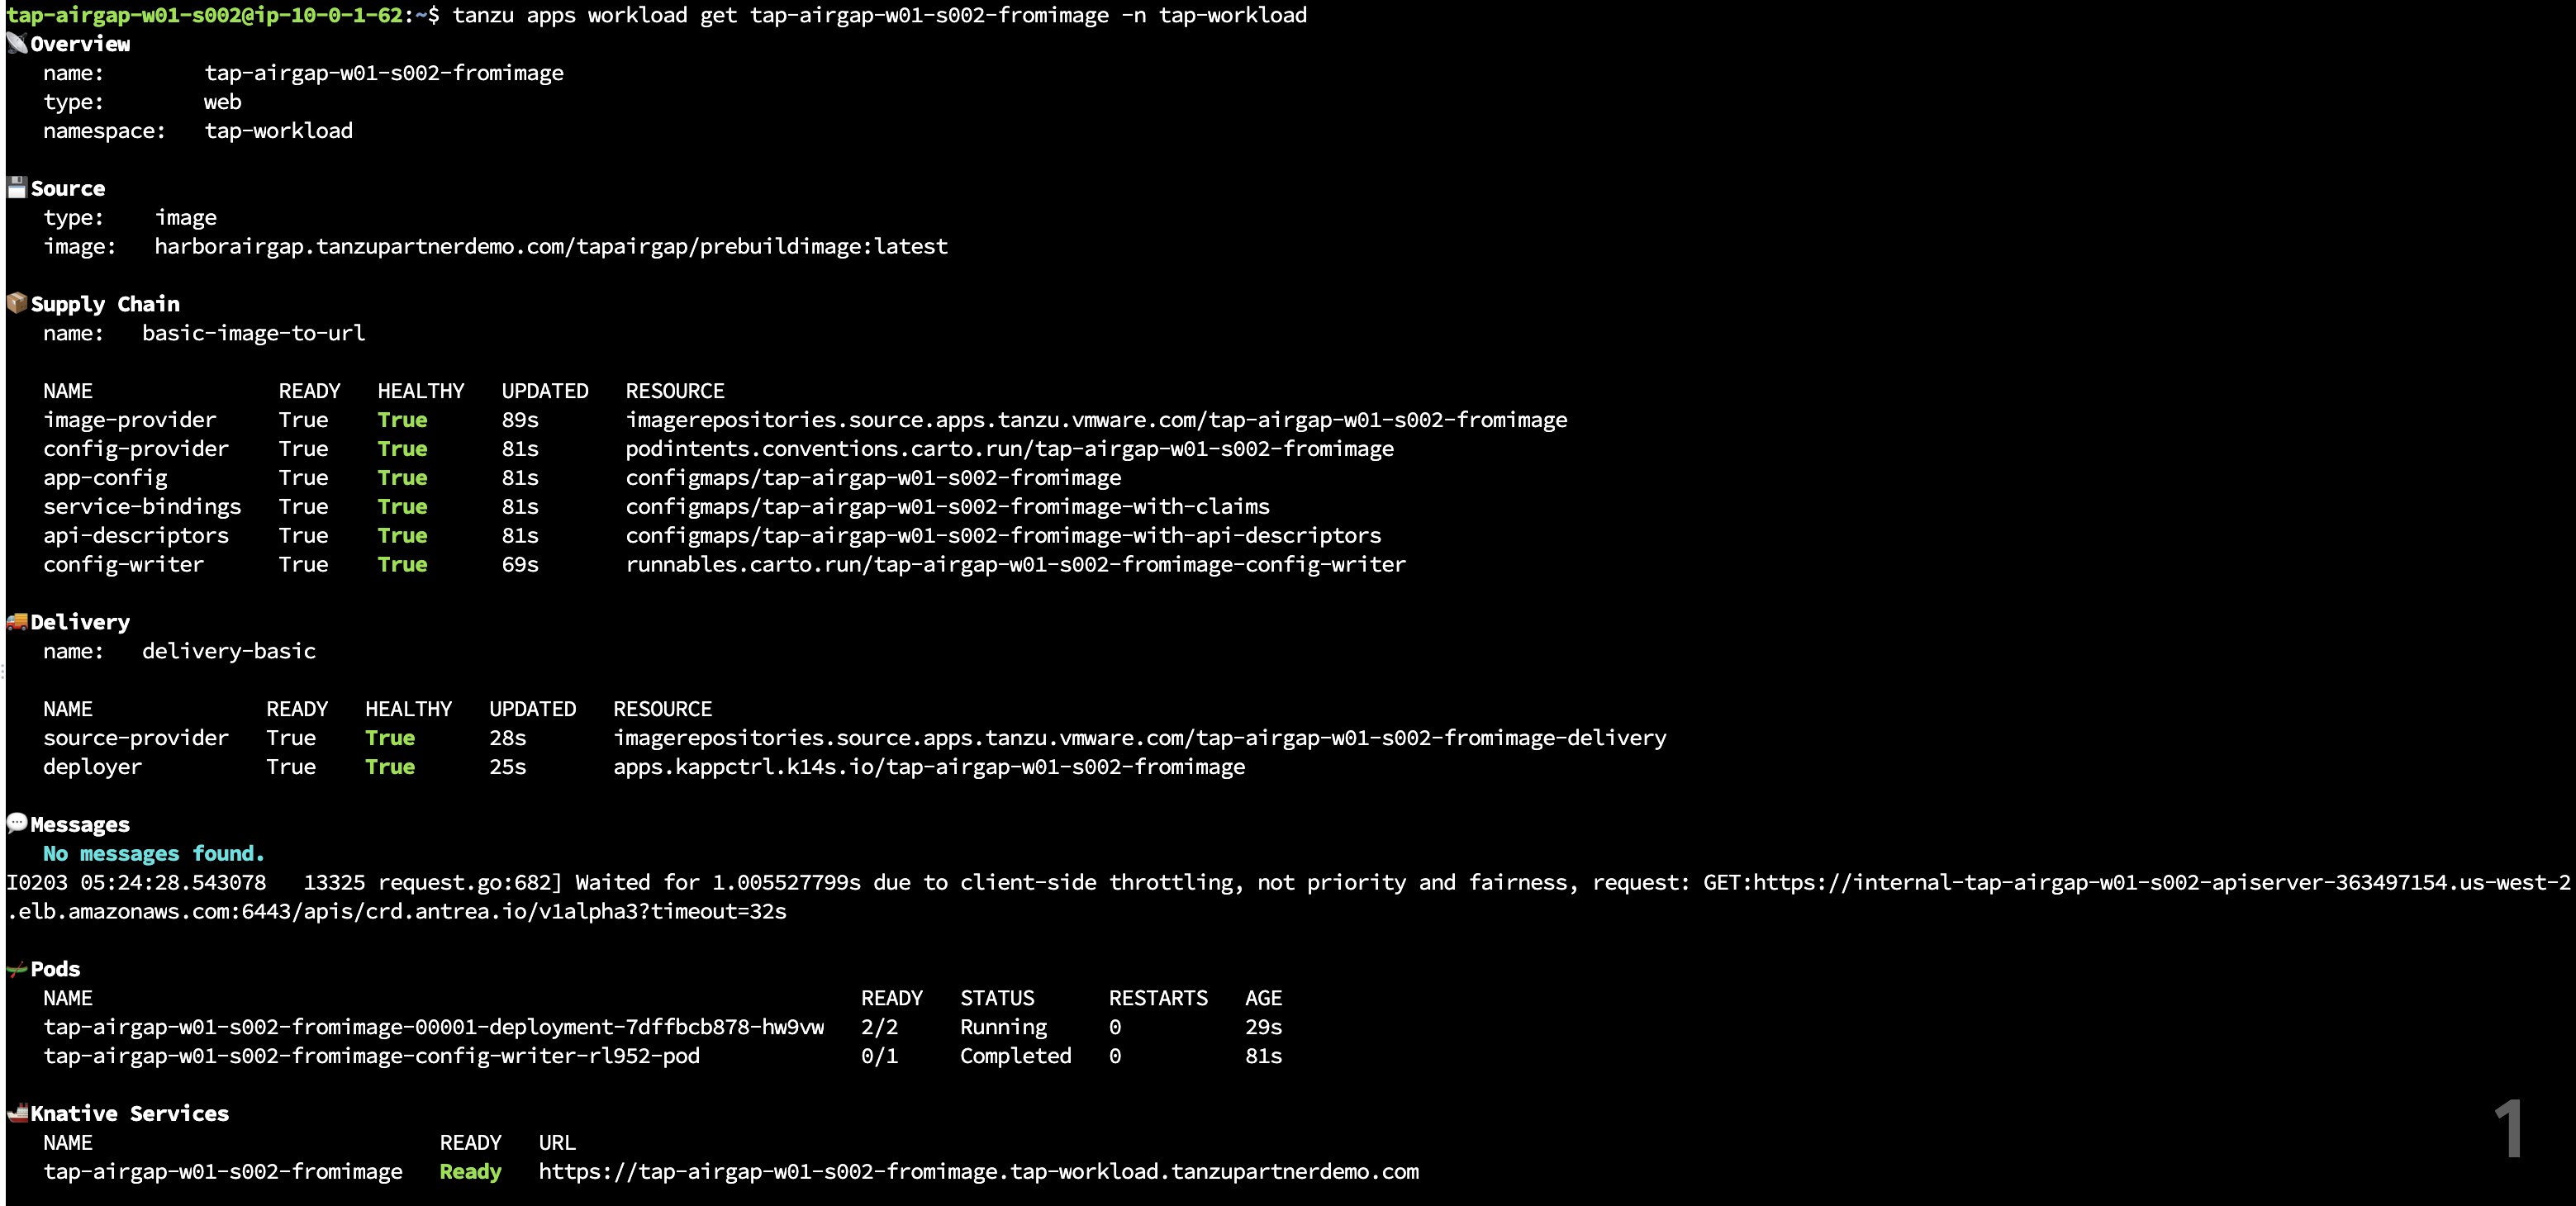 tap-airgap-w01-s002@ip-10-0-1-62:~$ tanzu apps workload get tap-airgap-w01-s002-fromimage -n tap-workload
Overview
name: tap-airgap-w01-s002-fromimage
type: web
namespace: tap-workload
Source
type: image
image: harborairgap.tanzupartnerdemo.com/tapairgap/prebuildimage:latest
Supply Chain
name: basic-image-to-url
NAME READY HEALTHY UPDATED RESOURCE
image-provider True True 89s imagerepositories.source.apps.tanzu.vmware.com/tap-airgap-w01-s002-fromimage
config-provider True True 81s podintents.conventions.carto.run/tap-airgap-w01-s002-fromimage
app-config True True 81s configmaps/tap-airgap-w01-s002-fromimage
service-bindings True True 81s configmaps/tap-airgap-w01-s002-fromimage-with-claims
api-descriptors True True 81s configmaps/tap-airgap-w01-s002-fromimage-with-api-descriptors
config-writer True True 69s runnables.carto.run/tap-airgap-w01-s002-fromimage-config-writer
Delivery
name: delivery-basic
NAME READY HEALTHY UPDATED RESOURCE
source-provider True True 28s imagerepositories.source.apps.tanzu.vmware.com/tap-airgap-w01-s002-fromimage-delivery
deployer True True 25s apps.kappctrl.k14s.io/tap-airgap-w01-s002-fromimage
Messages
No messages found.
I0203 05:24:28.543078 13325 request.go:682] Waited for 1.005527799s due to client-side throttling, not priority and fairness, request: GET:https://internal-tap-airgap-w01-s002-apiserver-363497154.us-west-2
.elb.amazonaws.com:6443/apis/crd.antrea.io/v1alpha3?timeout=32s
Pods
NAME READY STATUS RESTARTS AGE
tap-airgap-w01-s002-fromimage-00001-deployment-7dffbcb878-hw9vw 2/2 Running 0 29s
tap-airgap-w01-s002-fromimage-config-writer-rl952-pod 0/1 Completed 0 81s
Knative Services
NAME READY URL
tap-airgap-w01-s002-fromimage Ready https://tap-airgap-w01-s002-fromimage.tap-workload.tanzupartnerdemo.com
1